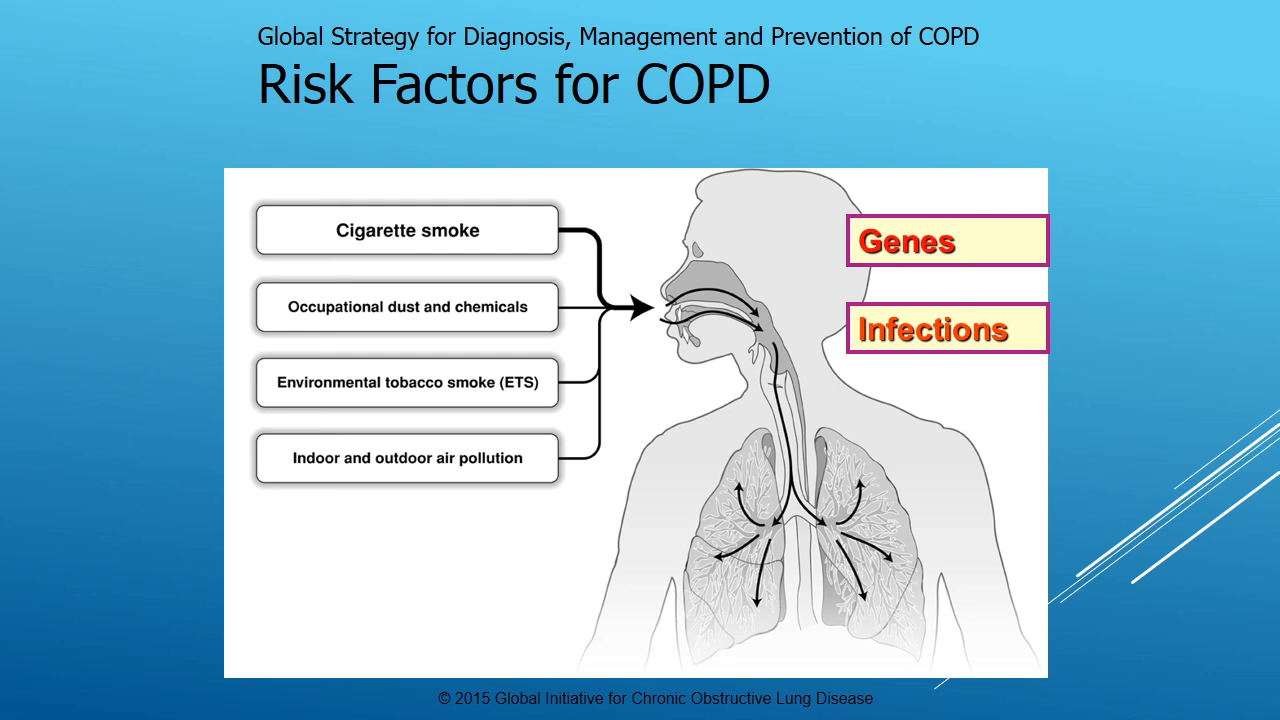 Global Strategy for Diagnosis, Management and Prevention of COPD
Risk Factors for COPD
Cigarette smoke
Occupational dust and chemicals
Environmental tobacco smoke (ETS)
Indoor and outdoor air pollution
Genes
Infections
© 2015 Global Initiative for Chronic Obstructive Lung Disease